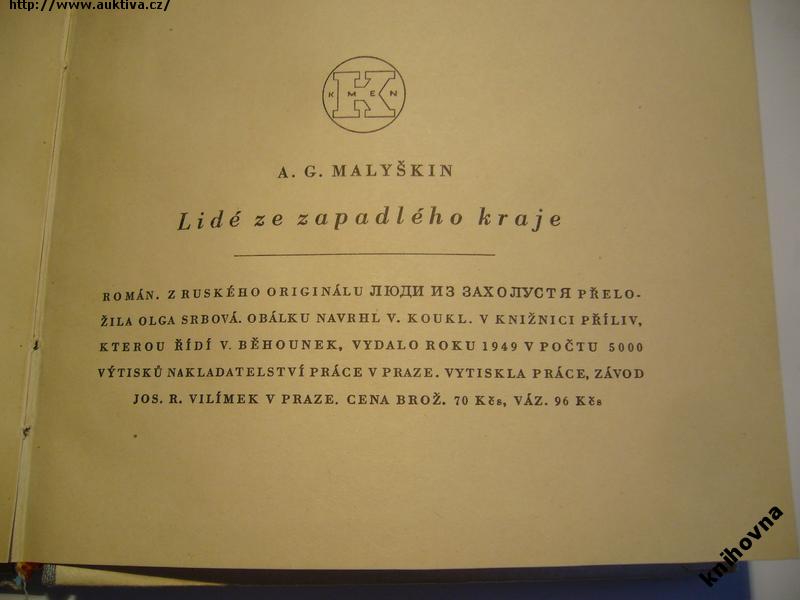 http://www.auktiva.cz/
K
KMEN
A. G. MALYŠKIN
Lidé ze zapadlého kraje
ROMÁN. Z RUSKÉHO ORIGINÁLU ЛЮДИ ИЗ ЗАХОЛУСТЯ PŘELO-
ŽILA OLGA SRBOVÁ. OBÁLKU NAVRHL V. KOUKL. V KNIŽNICI PŘÍLIV,
KTEROU ŘÍDÍ V. BĚHOUNEK, VYDALO ROKU 1949 V POČTU 5000
VÝTISKŮ NAKLADATELSTVÍ PRÁCE V PRAZE. VYTISKLA PRÁCE, ZÁVOD
JOS. R. VILÍMEK V PRAZE. CENA BROŽ. 70 Kčs, VÁZ. 96 Kčs
knihovna